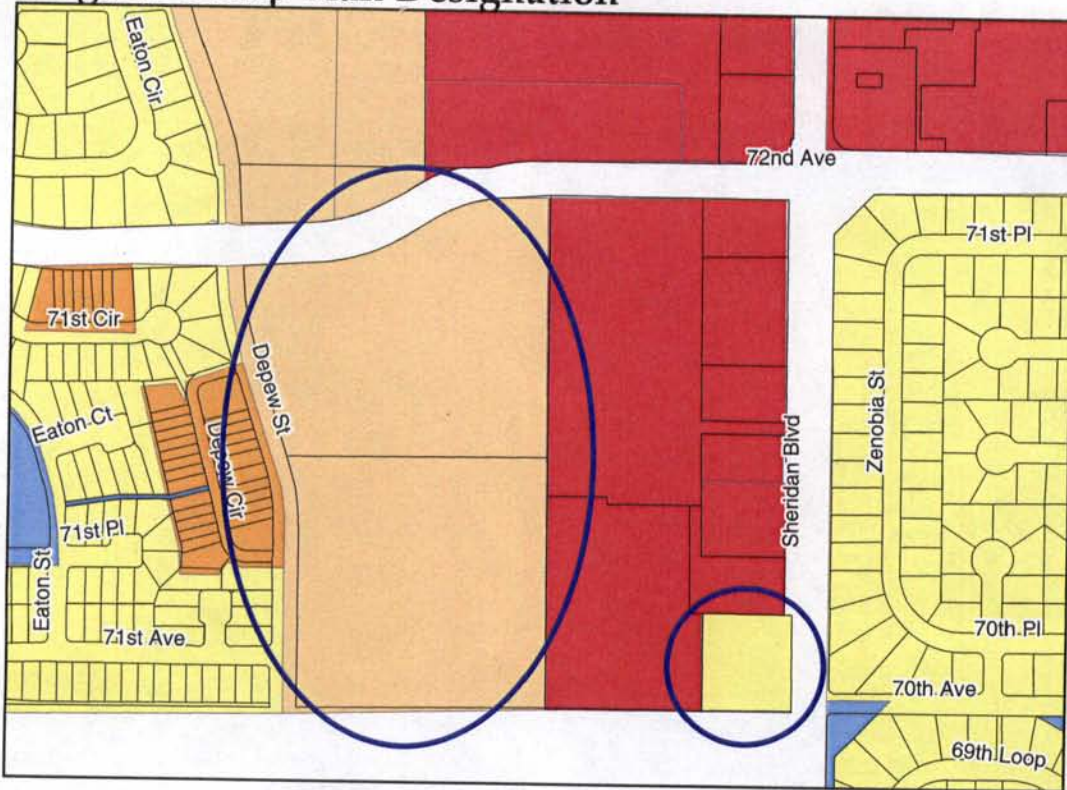 Designation
Eaton Cir
72nd Ave
71st Pl
71st Cir
Depew St
Eaton Ct
Depew Cir
Zenobia St
Sheridan Blvd
71st Pl
Eaton St
71st Ave
70th Pl
70th Ave
69th Loop